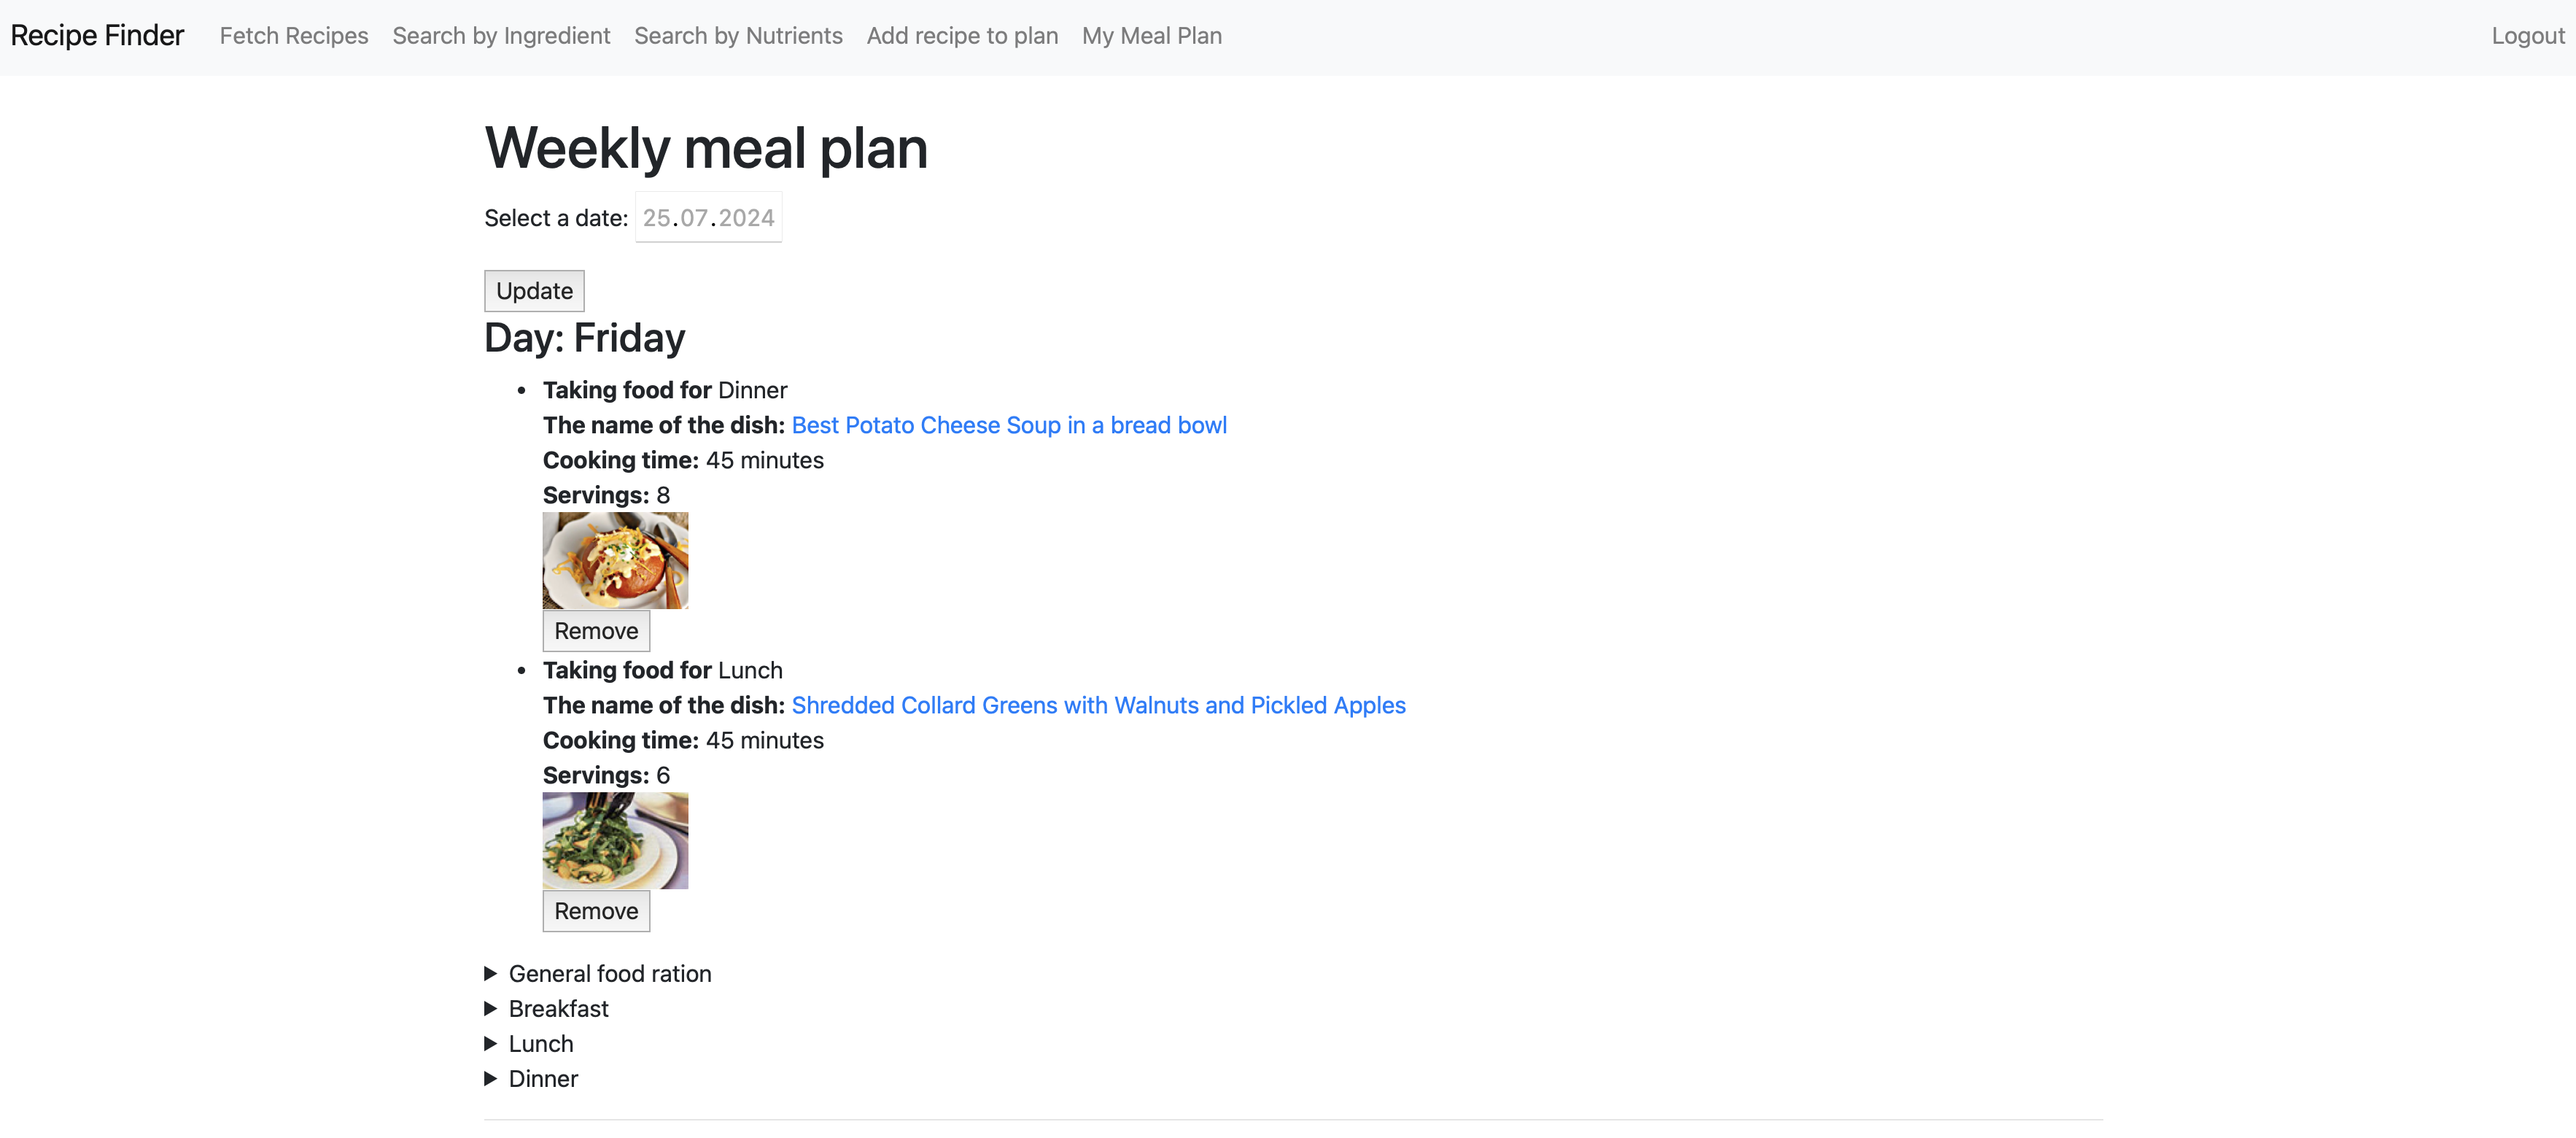 Recipe Finder Fetch Recipes Search by Ingredient Search by Nutrients Add recipe to plan My Meal Plan Logout
Weekly meal plan
Select a date: 25.07.2024
Update
Day: Friday
• Taking food for Dinner
The name of the dish: Best Potato Cheese Soup in a bread bowl
Cooking time: 45 minutes
Servings: 8
Remove
• Taking food for Lunch
The name of the dish: Shredded Collard Greens with Walnuts and Pickled Apples
Cooking time: 45 minutes
Servings: 6
Remove
▶ General food ration
▶ Breakfast
▶ Lunch
▶ Dinner